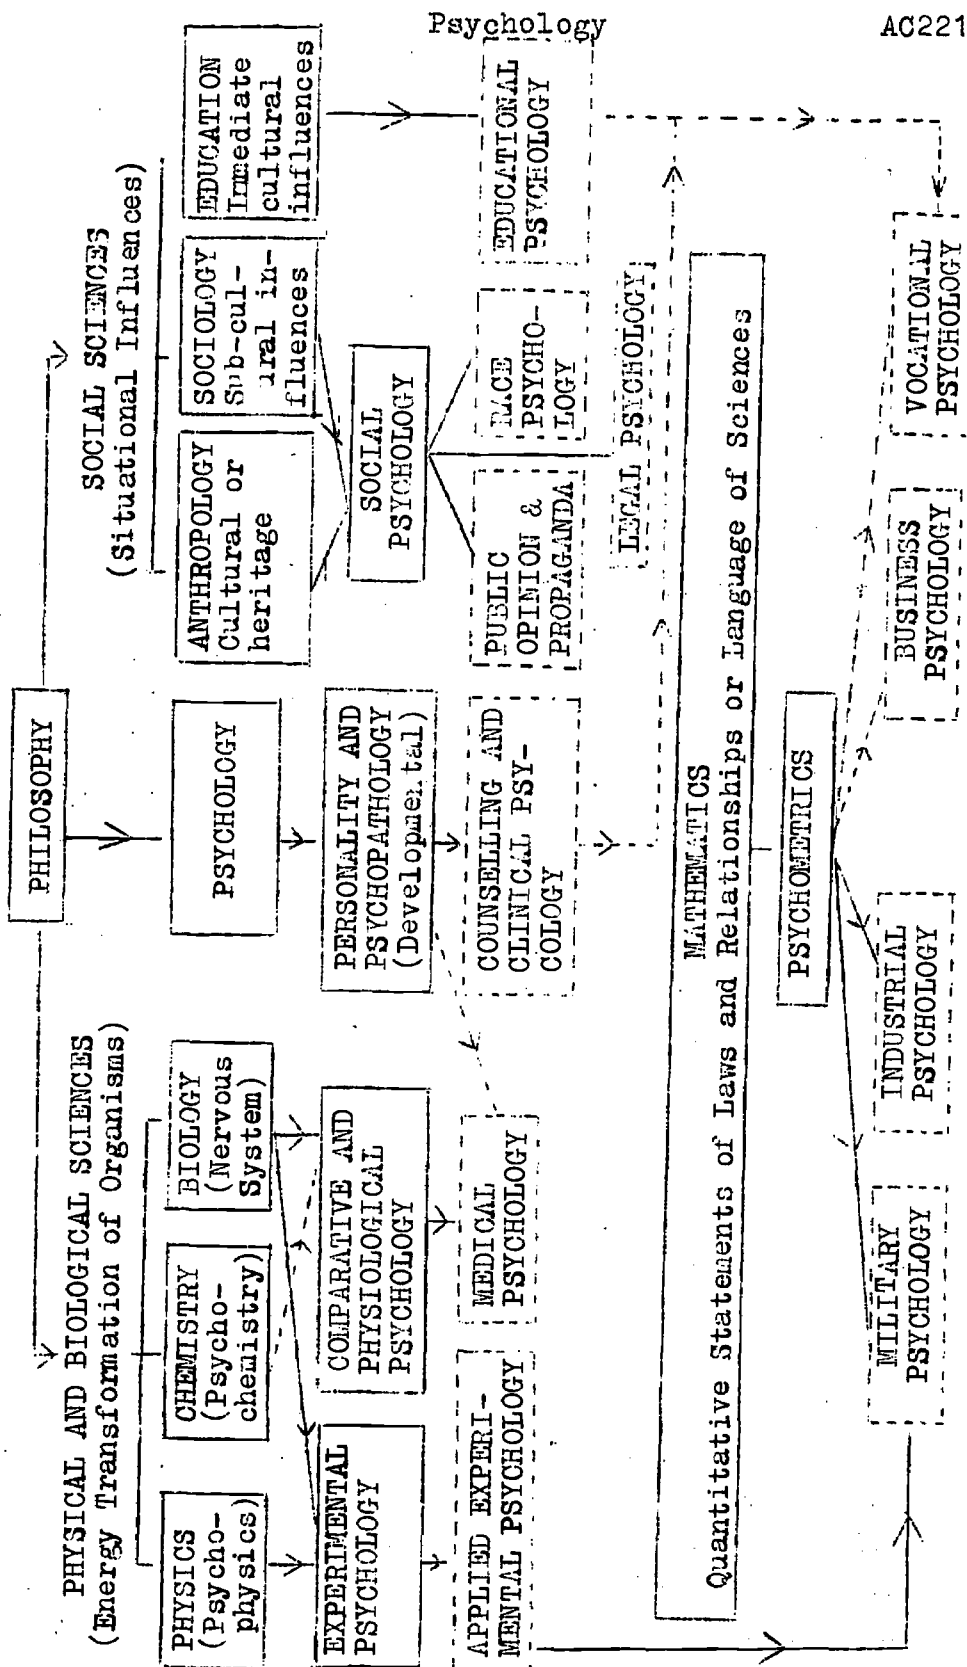 Psychology
AC221
PHILOSOPHY
PHYSICAL AND BIOLOGICAL SCIENCES
(Energy Transformation of Organisms)
SOCIAL SCIENCES
(Situational Influences)
PHYSICS
(Psycho-
physics)
CHEMISTRY
(Psycho-
chemistry)
BIOLOGY
(Nervous
System)
PSYCHOLOGY
ANTHROPOLOGY
Cultural or
heritage
SOCIOLOGY
Sub-cul-
ural in-
fluences
EDUCATION
Immediate
cultural
influences
EXPERIMENTAL
PSYCHOLOGY
COMPARATIVE AND
PHYSIOLOGICAL
PSYCHOLOGY
PERSONALITY AND
PSYCHOPATHOLOGY
(Developmental)
SOCIAL
PSYCHOLOGY
APPLIED EXPERI-
MENTAL PSYCHOLOGY
MEDICAL
PSYCHOLOGY
COUNSELLING AND
CLINICAL PSY-
COLOGY
PUBLIC
OPINION &
PROPAGANDA
RACE
PSYCHO-
LOGY
EDUCATIONAL
PSYCHOLOGY
LEGAL PSYCHOLOGY
MATHEMATICS
Quantitative Statements of Laws and Relationships or Language of Sciences
PSYCHOMETRICS
MILITARY
PSYCHOLOGY
INDUSTRIAL
PSYCHOLOGY
BUSINESS
PSYCHOLOGY
VOCATIONAL
PSYCHOLOGY